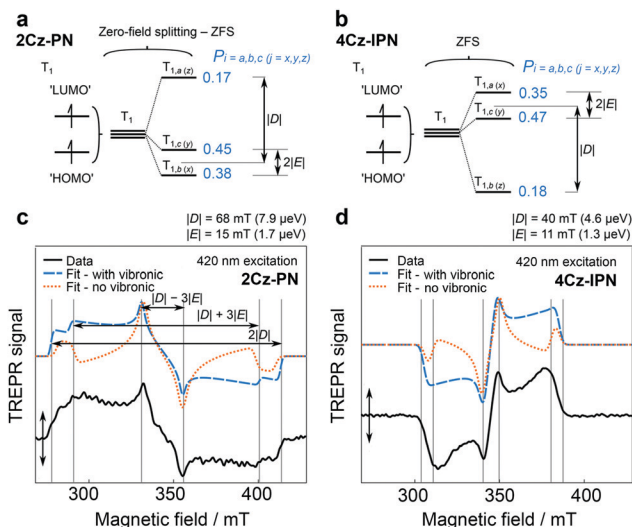 a
Zero-field splitting – ZFS
2Cz-PN
P i = a,b,c (j = x,y,z)
T1
T1,a (z)
0.17
'LUMO'
T1
|D|
T1,c (y)
0.45
2|E|
'HOMO'
T1,b (x)
0.38
b
ZFS
4Cz-IPN
P i = a,b,c (j = x,y,z)
T1
T1,a (x)
0.35
'LUMO'
T1
T1,c (y)
0.47
2|E|
|D|
'HOMO'
T1,b (z)
0.18
c
|D| = 68 mT (7.9 µeV)
|E| = 15 mT (1.7 µeV)
Data
420 nm excitation
Fit - with vibronic
2Cz-PN
Fit - no vibronic
|D| − 3|E|
|D| + 3|E|
2|D|
TREPR signal
300
350
400
Magnetic field / mT
d
|D| = 40 mT (4.6 µeV)
|E| = 11 mT (1.3 µeV)
Data
420 nm excitation
Fit - with vibronic
4Cz-IPN
Fit - no vibronic
TREPR signal
300
350
400
Magnetic field / mT